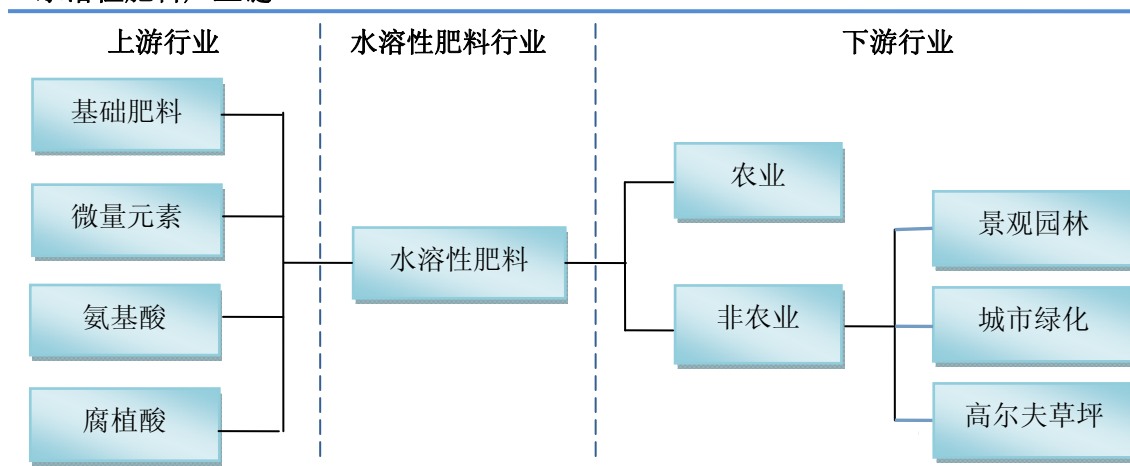 上游行业
水溶性肥料行业
下游行业
基础肥料
微量元素
氨基酸
腐植酸
水溶性肥料
农业
非农业
景观园林
城市绿化
高尔夫草坪